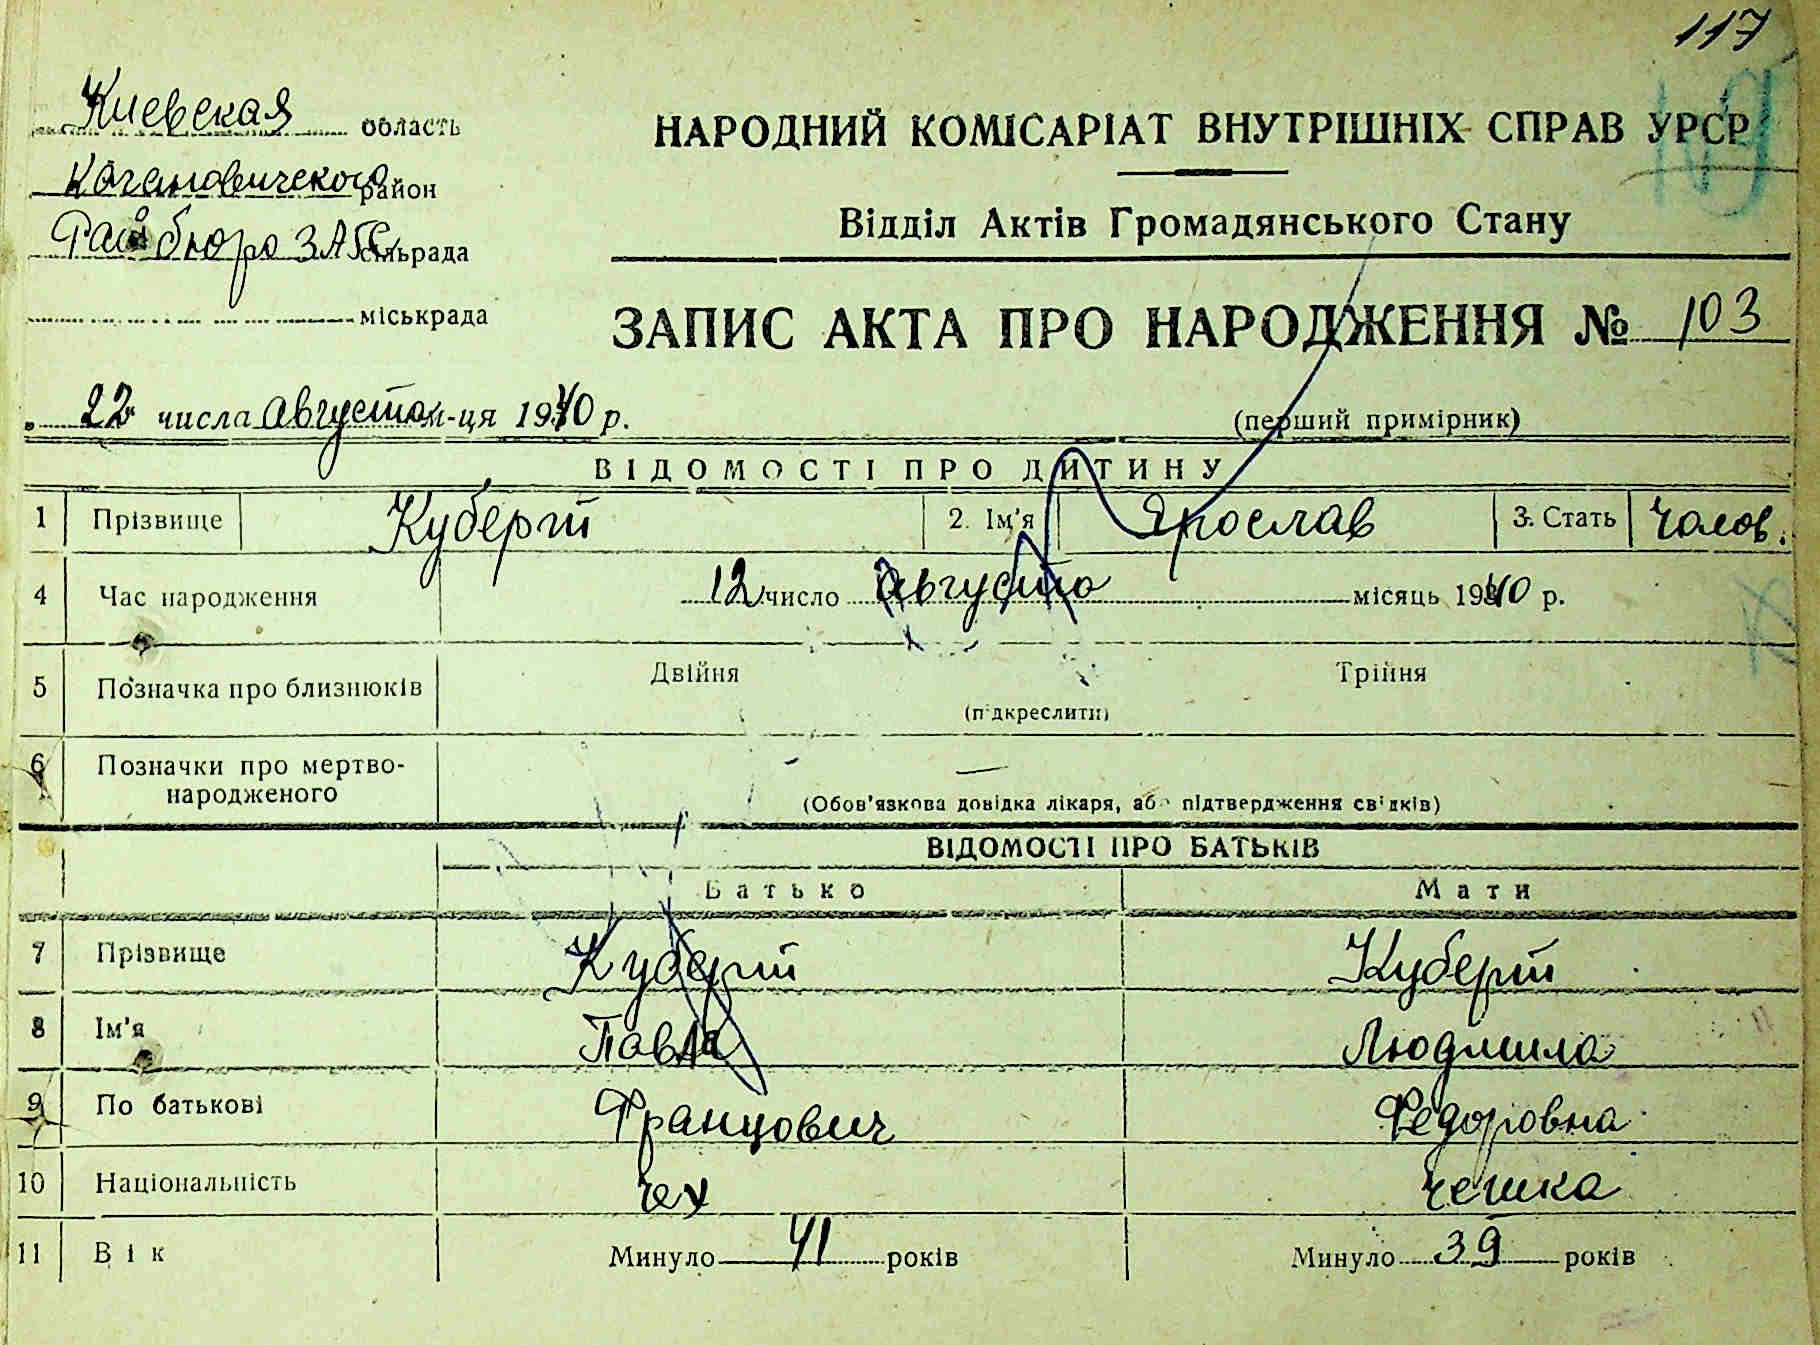 117
Киевская область
Кагановичского район
Рай бюро ЗАГС сільрада
міськрада
НАРОДНИЙ КОМІСАРІАТ ВНУТРІШНІХ СПРАВ УРСР
Відділ Актів Громадянського Стану
ЗАПИС АКТА ПРО НАРОДЖЕННЯ № 103
22 числа августа м-ця 1940 р.
(перший примірник)
ВІДОМОСТІ ПРО ДИТИНУ
1 Прізвище Куберт 2. Ім'я Ярослав 3. Стать Чолов.
4 Час народження 12 число августа місяць 1940 р.
5 Позначка про близнюків Двійня Трійня
(підкреслити)
6 Позначки про мертво-
народженого —
(Обов'язкова довідка лікаря, або підтвердження свідків)
ВІДОМОСТІ ПРО БАТЬКІВ
Батько Мати
7 Прізвище Куберт Куберт
8 Ім'я Павел Людмила
9 По батькові Францович Федоровна
10 Національність чех чешка
11 Вік Минуло 41 років Минуло 39 років